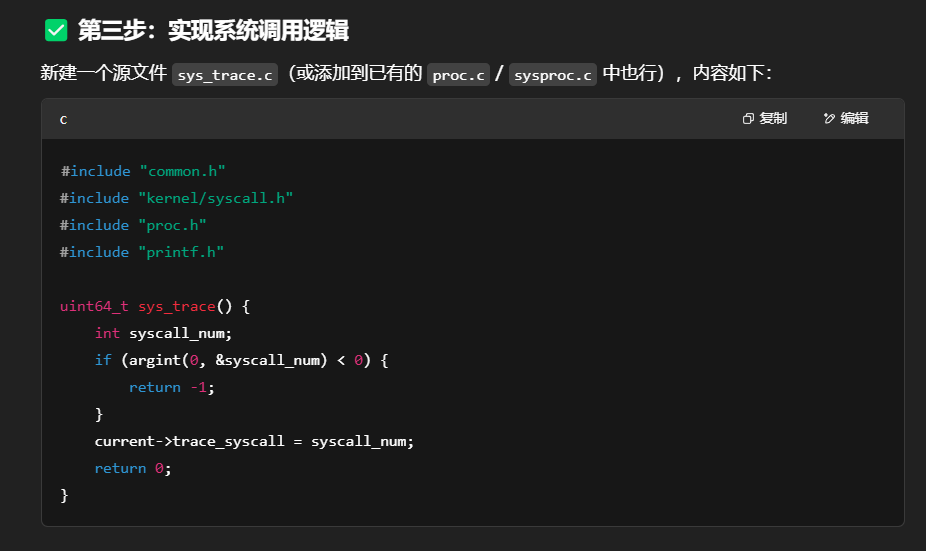 ✅ 第三步：实现系统调用逻辑
新建一个源文件 sys_trace.c（或添加到已有的 proc.c / sysproc.c 中也行），内容如下：
c 复制 编辑
#include "common.h"
#include "kernel/syscall.h"
#include "proc.h"
#include "printf.h"
uint64_t sys_trace() {
    int syscall_num;
    if (argint(0, &syscall_num) < 0) {
        return -1;
    }
    current->trace_syscall = syscall_num;
    return 0;
}